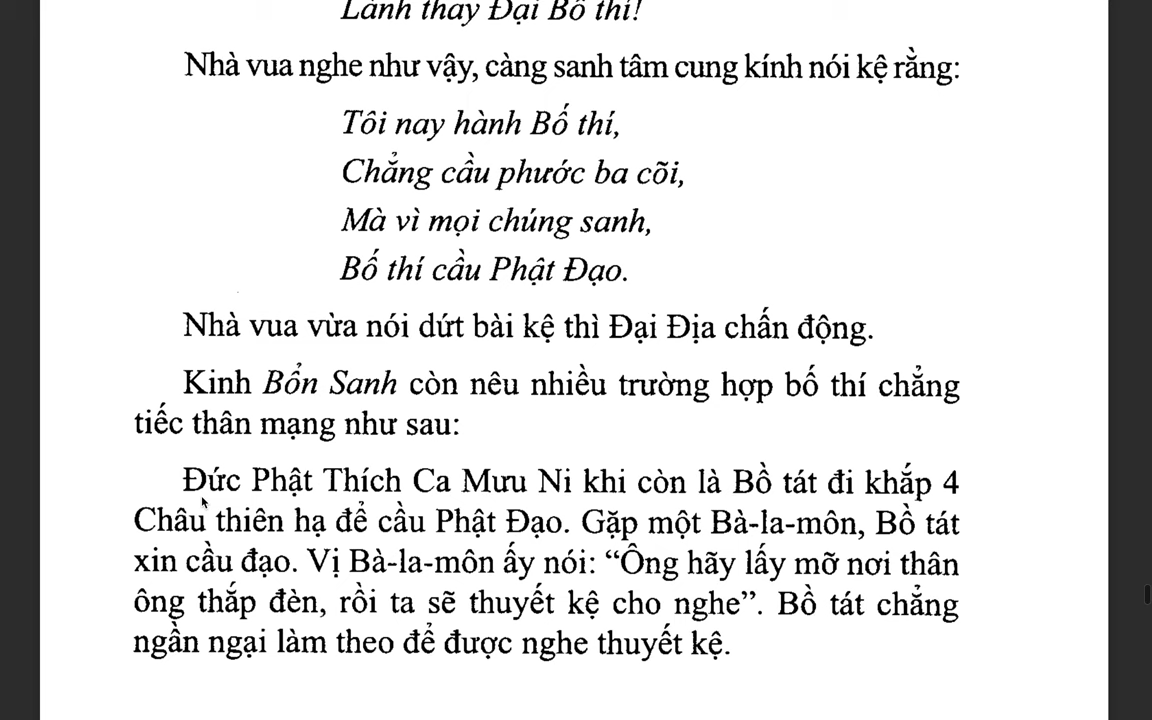 Lành thay Đại Bố thí!
Nhà vua nghe như vậy, càng sanh tâm cung kính nói kệ rằng:
Tôi nay hành Bố thí,
Chẳng cầu phước ba cõi,
Mà vì mọi chúng sanh,
Bố thí cầu Phật Đạo.
Nhà vua vừa nói dứt bài kệ thì Đại Địa chấn động.
Kinh Bổn Sanh còn nêu nhiều trường hợp bố thí chẳng
tiếc thân mạng như sau:
Đức Phật Thích Ca Mưu Ni khi còn là Bồ tát đi khắp 4
Châu thiên hạ để cầu Phật Đạo. Gặp một Bà-la-môn, Bồ tát
xin cầu đạo. Vị Bà-la-môn ấy nói: “Ông hãy lấy mỡ nơi thân
ông thắp đèn, rồi ta sẽ thuyết kệ cho nghe”. Bồ tát chẳng
ngần ngại làm theo để được nghe thuyết kệ.